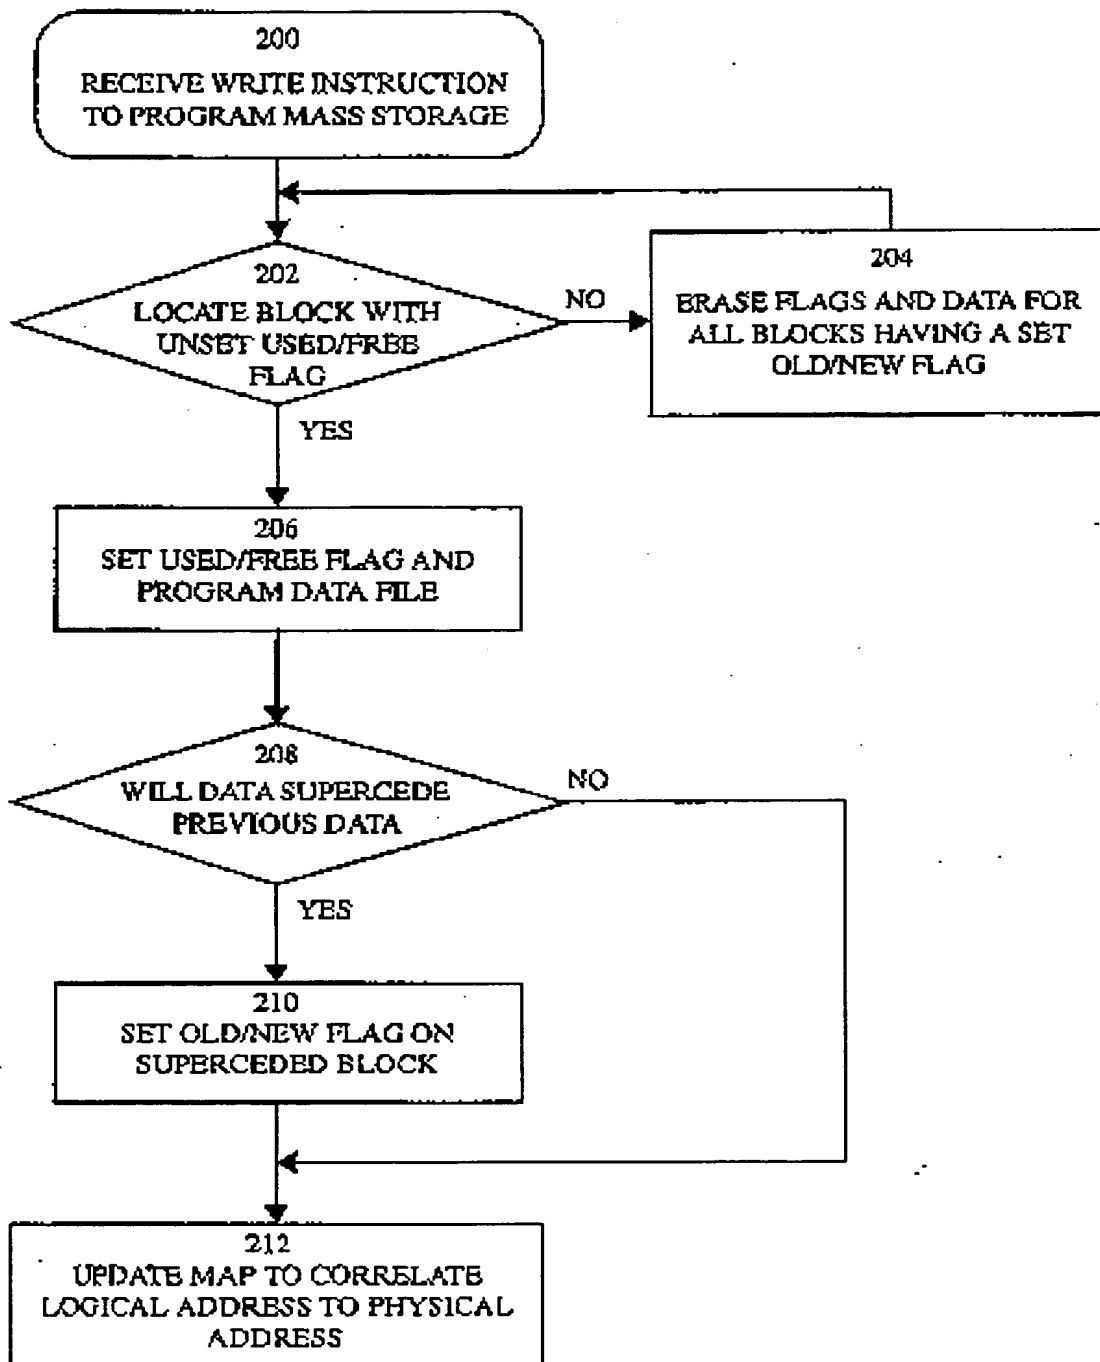 200
RECEIVE WRITE INSTRUCTION
TO PROGRAM MASS STORAGE
202
LOCATE BLOCK WITH
UNSET USED/FREE
FLAG
NO
204
ERASE FLAGS AND DATA FOR
ALL BLOCKS HAVING A SET
OLD/NEW FLAG
YES
206
SET USED/FREE FLAG AND
PROGRAM DATA FILE
208
WILL DATA SUPERCEDE
PREVIOUS DATA
NO
YES
210
SET OLD/NEW FLAG ON
SUPERCEDED BLOCK
212
UPDATE MAP TO CORRELATE
LOGICAL ADDRESS TO PHYSICAL
ADDRESS